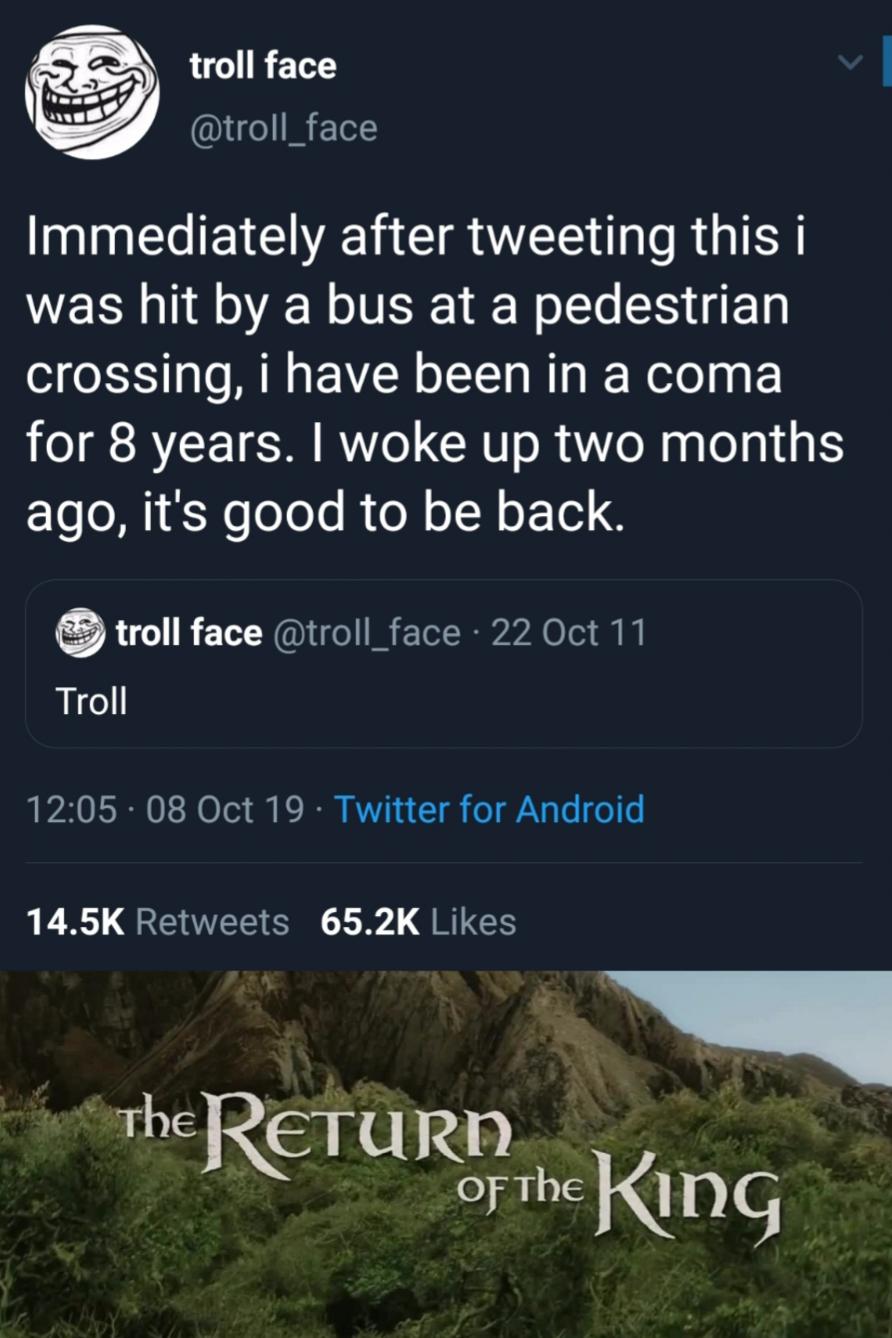 troll face
@troll_face
Immediately after tweeting this i
was hit by a bus at a pedestrian
crossing, i have been in a coma
for 8 years. I woke up two months
ago, it's good to be back.
troll face @troll_face · 22 Oct 11
Troll
12:05 · 08 Oct 19 · Twitter for Android
14.5K Retweets 65.2K Likes
The Return
of the King